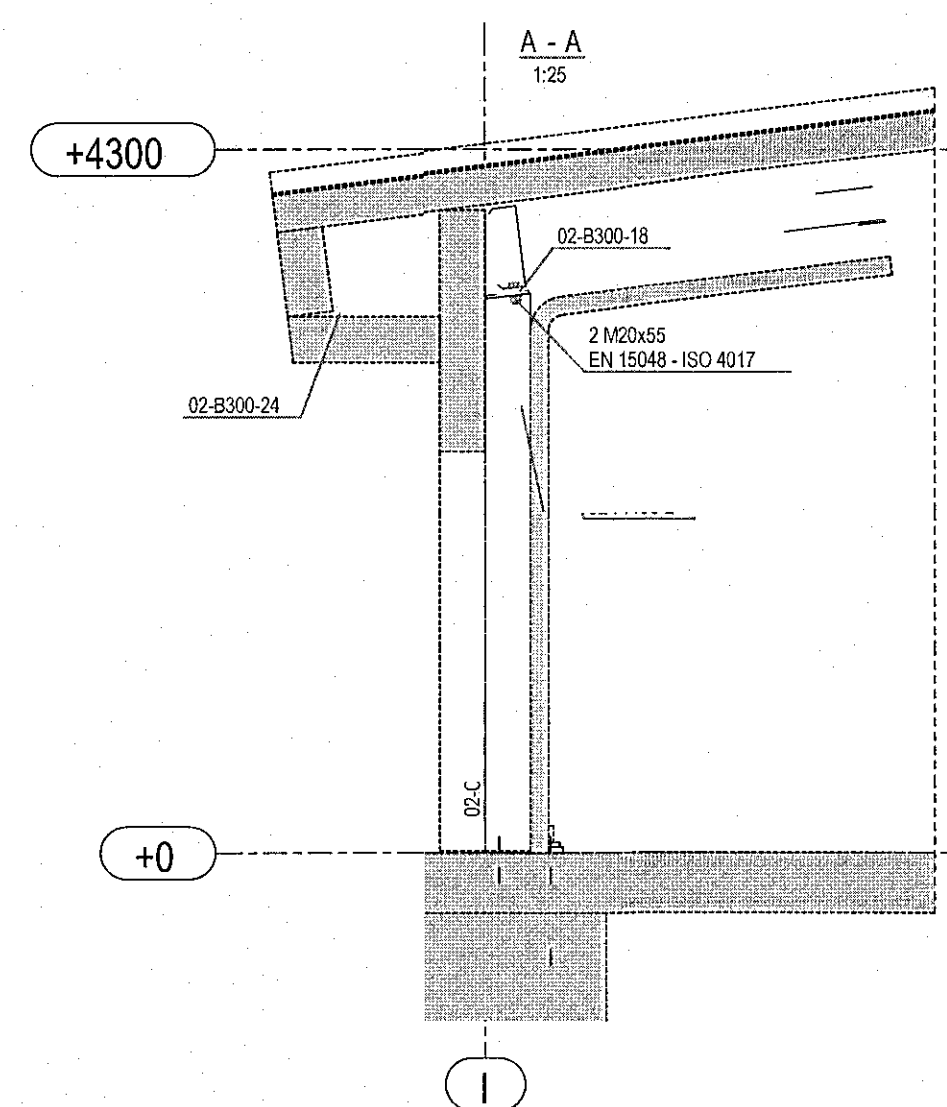 A - A
1:25
+4300
02-B300-18
2 M20x55
EN 15048 - ISO 4017
02-B300-24
02-C
+0
I